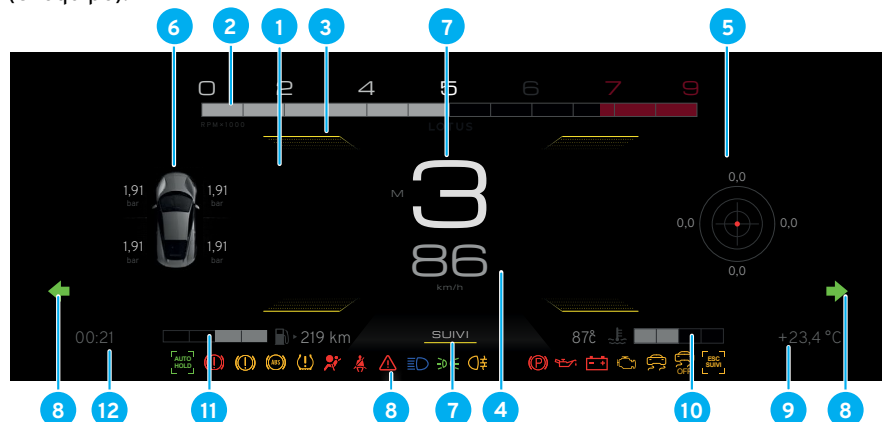 6 2 1 3 7 5
0 2 4 5 6 7 9
RPM×1000
LOTUS
0,0
1,91 1,91
bar bar
M 3
0,0 0,0
1,91 1,91
bar bar
86
0,0
km/h
00:21 219 km SUIVI 87°C +23,4 °C
AUTO HOLD
ABS
OFF
ESC SUIVI
8 12 11 8 7 4 10 9 8